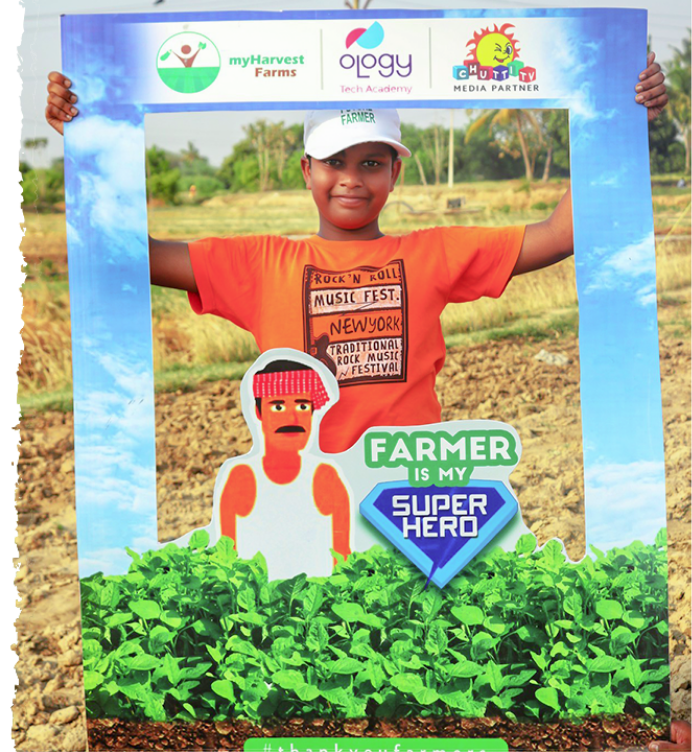 myHarvest
Farms
OLOGY
Tech Academy
CHUTTI TV
MEDIA PARTNER
FARMER
ROCK'N ROLL
MUSIC FEST.
NEWYORK
TRADITIONAL
ROCK MUSIC
FESTIVAL
FARMER
IS MY
SUPER
HERO
#thankyoufarmers